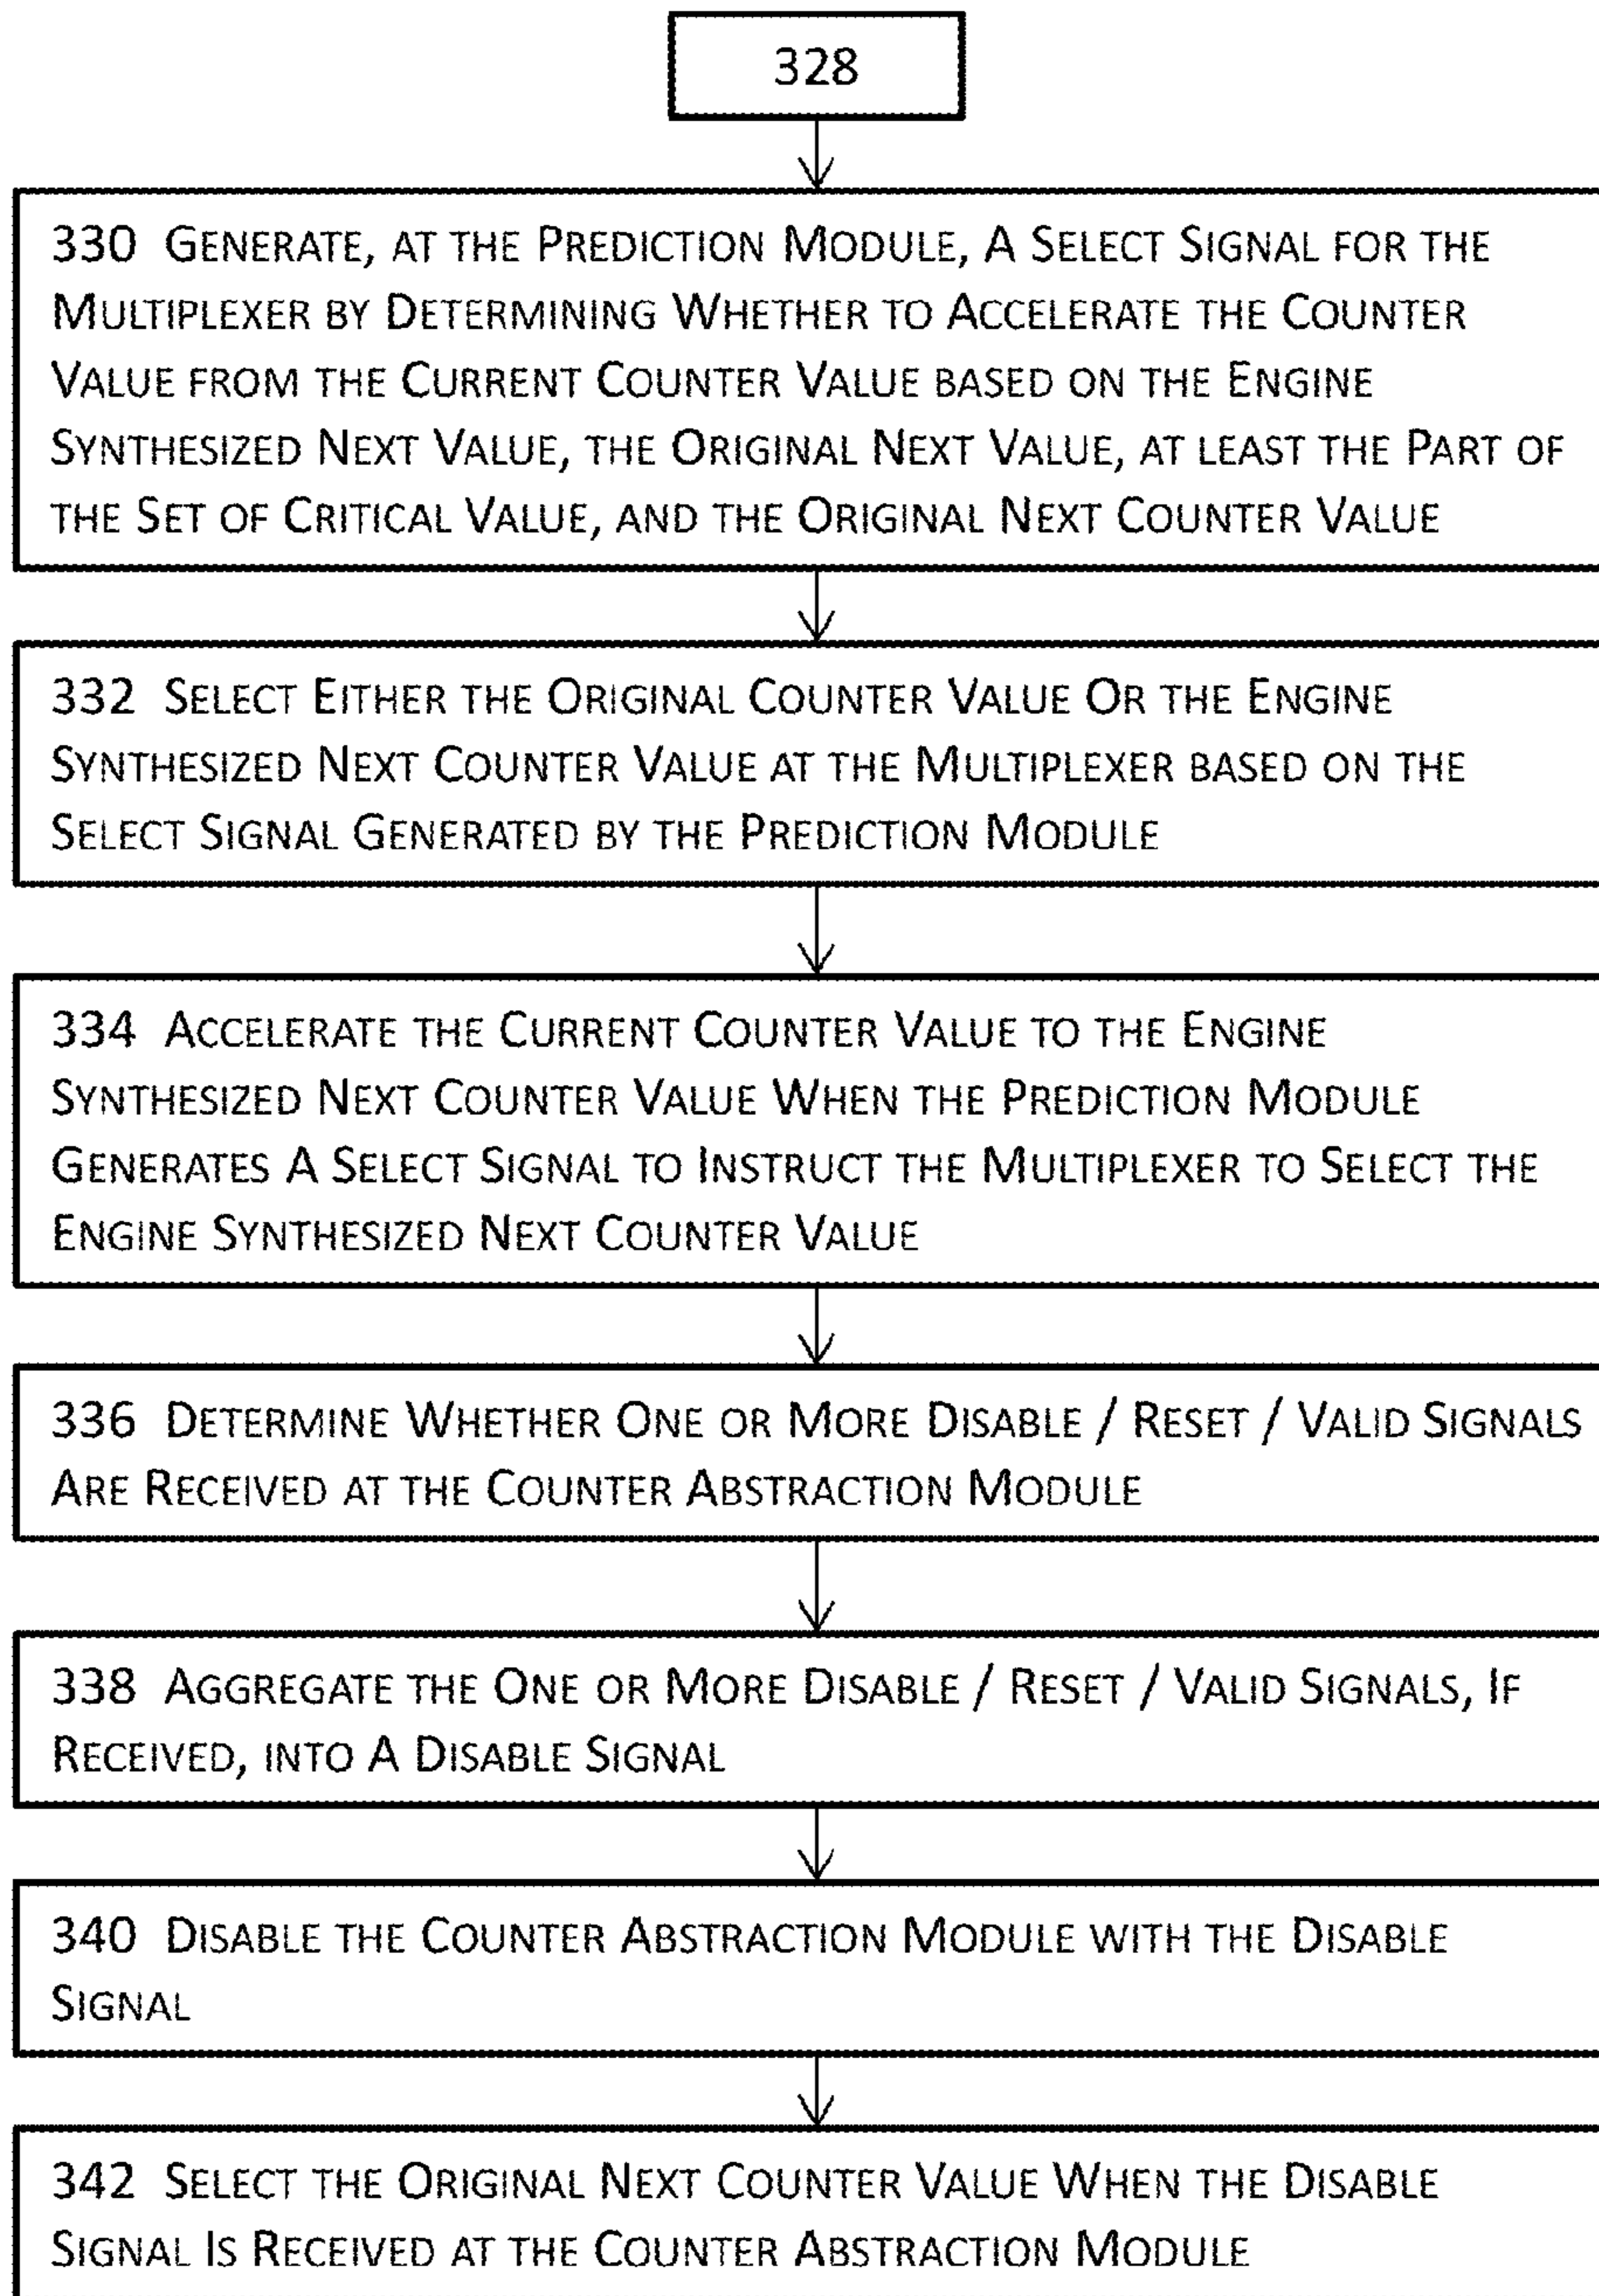 328
330 Generate, at the Prediction Module, A Select Signal for the
Multiplexer by Determining Whether to Accelerate the Counter
Value from the Current Counter Value based on the Engine
Synthesized Next Value, the Original Next Value, at least the Part of
the Set of Critical Value, and the Original Next Counter Value
332 Select Either the Original Counter Value Or the Engine
Synthesized Next Counter Value at the Multiplexer based on the
Select Signal Generated by the Prediction Module
334 Accelerate the Current Counter Value to the Engine
Synthesized Next Counter Value When the Prediction Module
Generates A Select Signal to Instruct the Multiplexer to Select the
Engine Synthesized Next Counter Value
336 Determine Whether One or More Disable / Reset / Valid Signals
Are Received at the Counter Abstraction Module
338 Aggregate the One or More Disable / Reset / Valid Signals, If
Received, into A Disable Signal
340 Disable the Counter Abstraction Module with the Disable
Signal
342 Select the Original Next Counter Value When the Disable
Signal Is Received at the Counter Abstraction Module